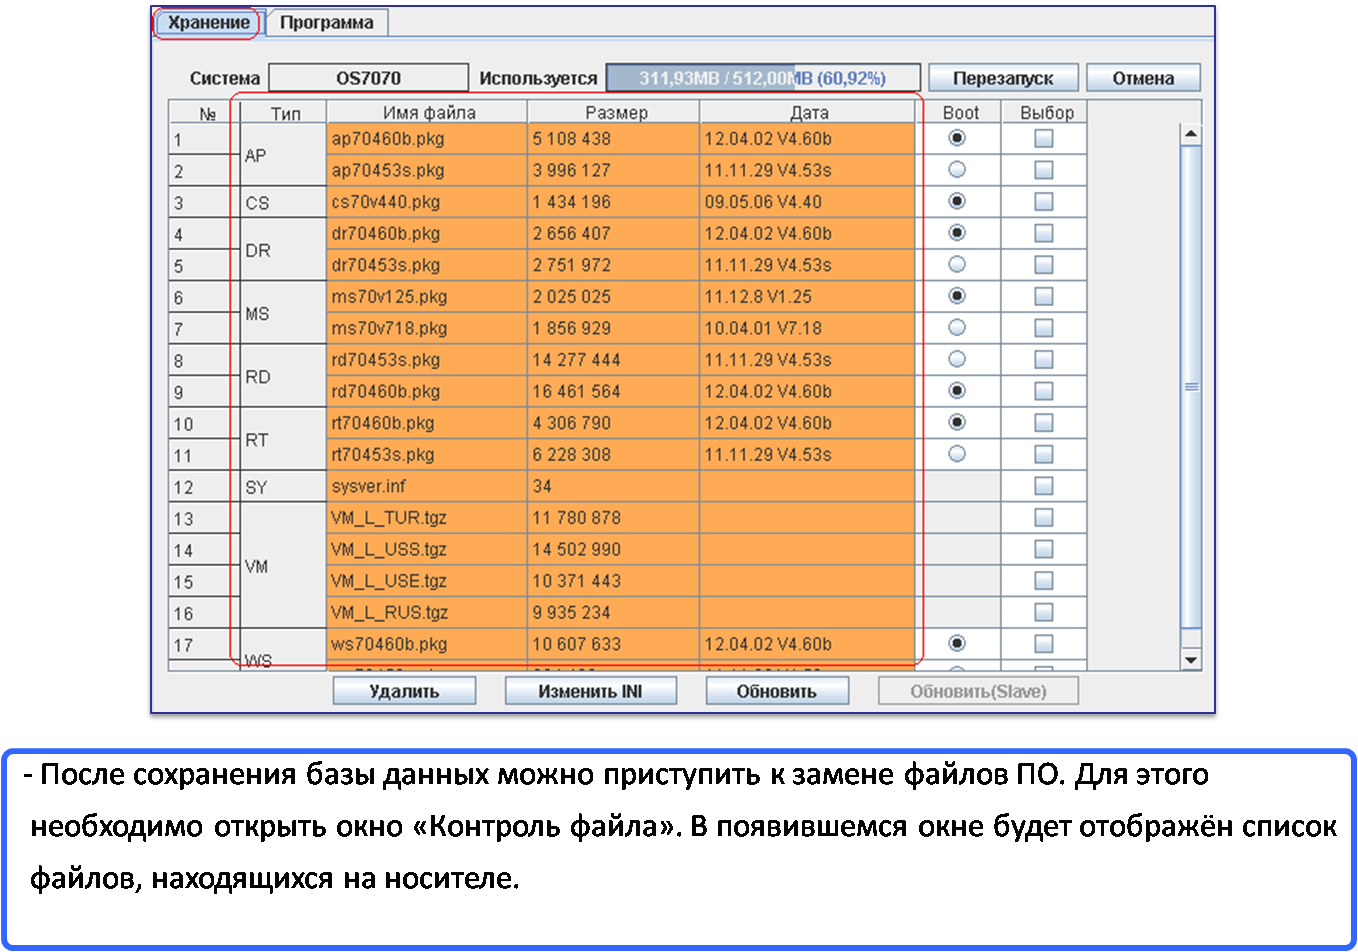 Хранение Программа
Система OS7070 Используется 311,93MB / 512,00MB (60,92%) Перезапуск Отмена
№ Тип Имя файла Размер Дата Boot Выбор
1 AP ap70460b.pkg 5 108 438 12.04.02 V4.60b
2 ap70453s.pkg 3 996 127 11.11.29 V4.53s
3 CS cs70v440.pkg 1 434 196 09.05.06 V4.40
4 DR dr70460b.pkg 2 656 407 12.04.02 V4.60b
5 dr70453s.pkg 2 751 972 11.11.29 V4.53s
6 MS ms70v125.pkg 2 025 025 11.12.8 V1.25
7 ms70v718.pkg 1 856 929 10.04.01 V7.18
8 RD rd70453s.pkg 14 277 444 11.11.29 V4.53s
9 rd70460b.pkg 16 461 564 12.04.02 V4.60b
10 RT rt70460b.pkg 4 306 790 12.04.02 V4.60b
11 rt70453s.pkg 6 228 308 11.11.29 V4.53s
12 SY sysver.inf 34
13 VM VM_L_TUR.tgz 11 780 878
14 VM_L_USS.tgz 14 502 990
15 VM_L_USE.tgz 10 371 443
16 VM_L_RUS.tgz 9 935 234
17 WS ws70460b.pkg 10 607 633 12.04.02 V4.60b
Удалить Изменить INI Обновить Обновить(Slave)
- После сохранения базы данных можно приступить к замене файлов ПО. Для этого
необходимо открыть окно «Контроль файла». В появившемся окне будет отображён список
файлов, находящихся на носителе.